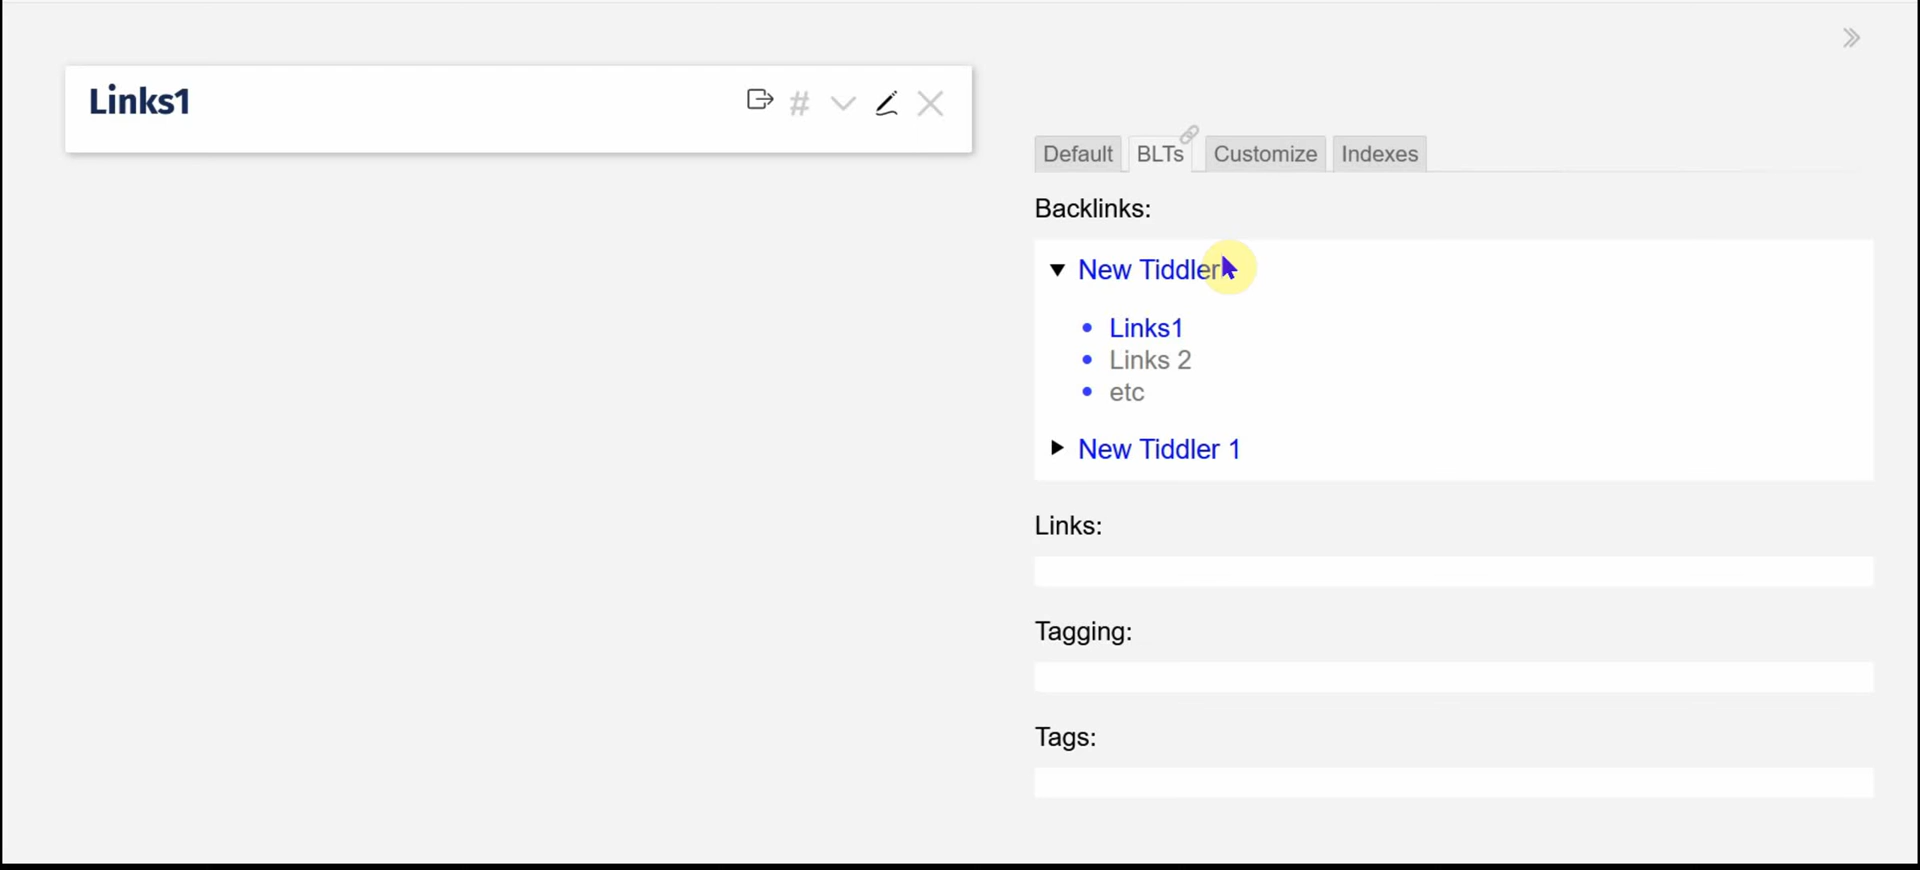 Links1
#
Default BLTs Customize Indexes
Backlinks:
New Tiddler
Links1
Links 2
etc
New Tiddler 1
Links:
Tagging:
Tags: